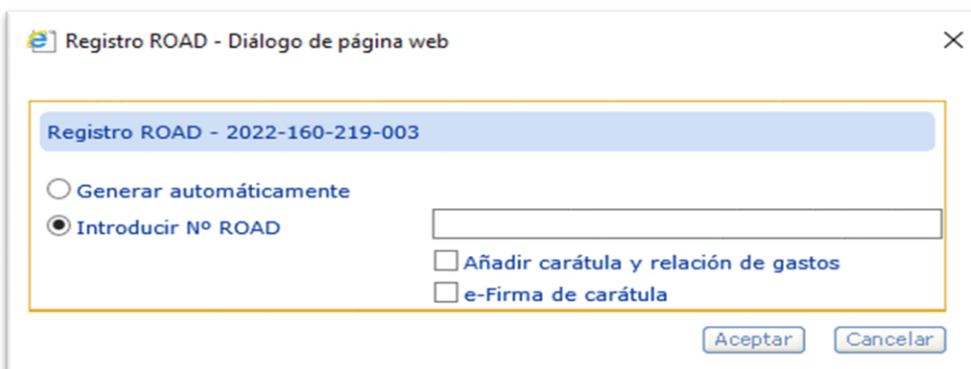 Registro ROAD - Diálogo de página web
Registro ROAD - 2022-160-219-003
Generar automáticamente
Introducir Nº ROAD
Añadir carátula y relación de gastos
e-Firma de carátula
Aceptar Cancelar